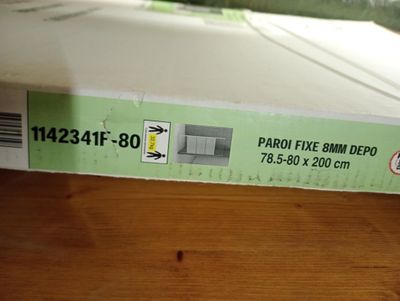 1142341F-80
PAROI FIXE 8MM DEPO
78.5-80 x 200 cm